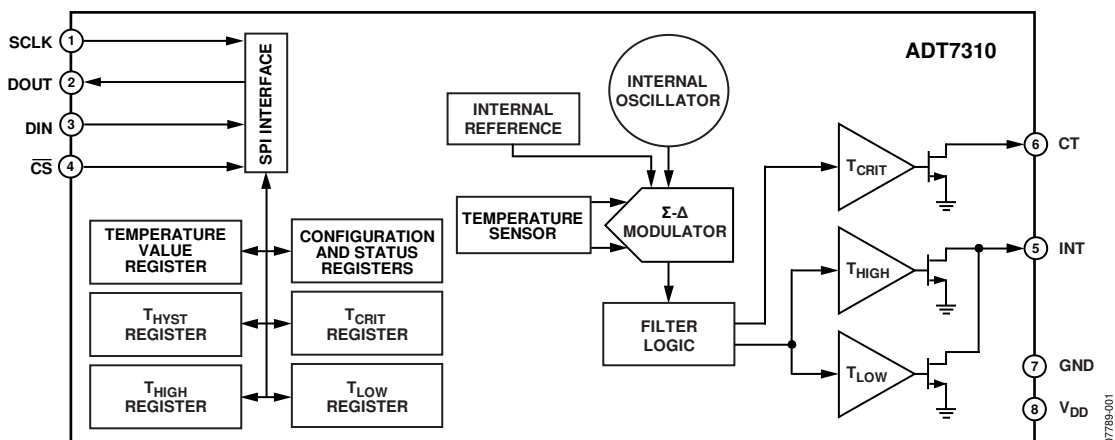 ADT7310
SCLK 1
DOUT 2
DIN 3
CS 4
SPI INTERFACE
INTERNAL
REFERENCE
INTERNAL
OSCILLATOR
TEMPERATURE
SENSOR
Σ-Δ
MODULATOR
FILTER
LOGIC
TEMPERATURE
VALUE
REGISTER
CONFIGURATION
AND STATUS
REGISTERS
THYST
REGISTER
TCRIT
REGISTER
THIGH
REGISTER
TLOW
REGISTER
TCRIT
THIGH
TLOW
6 CT
5 INT
7 GND
8 VDD
07789-001